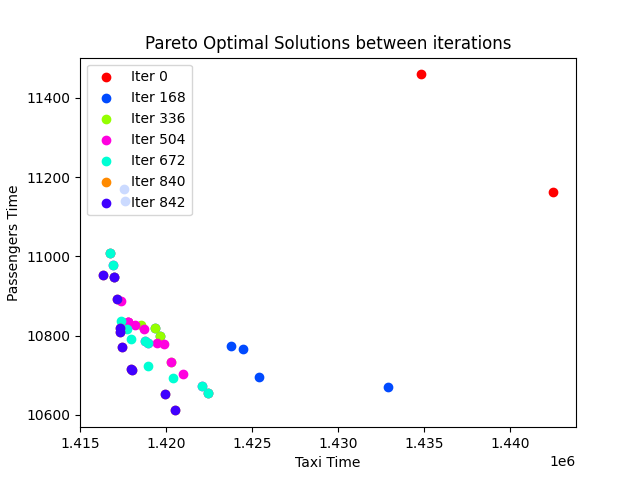 Pareto Optimal Solutions between iterations
Iter 0
Iter 168
Iter 336
Iter 504
Iter 672
Iter 840
Iter 842
Passengers Time
11400
11200
11000
10800
10600
1.415 1.420 1.425 1.430 1.435 1.440
1e6
Taxi Time